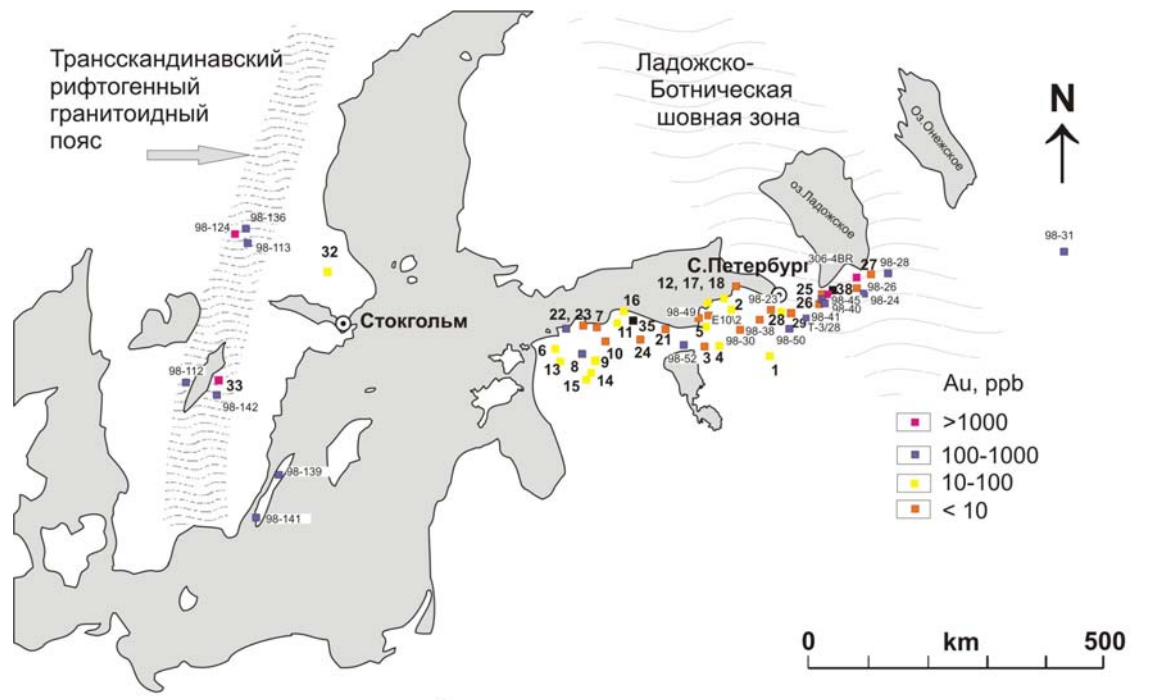 Трансскандинавский
рифтогенный
гранитоидный
пояс
Ладожско-
Ботническая
шовная зона
N
Оз.Онежское
оз.Ладожское
98-136
98-124
98-113
32
98-31
С.Петербург
306-4BR
27
98-28
12, 17, 18
25
38
98-26
98-24
26
98-45
98-40
98-23
2
16
98-49
E10\2
28
29
98-41
T-3/28
Стокгольм
22, 23 7
11
35
21
5
98-38
98-50
98-30
6
10
24
98-52
3 4
1
13
8
9
15
14
98-112
33
98-142
98-139
98-141
Au, ppb
>1000
100-1000
10-100
< 10
0 km 500